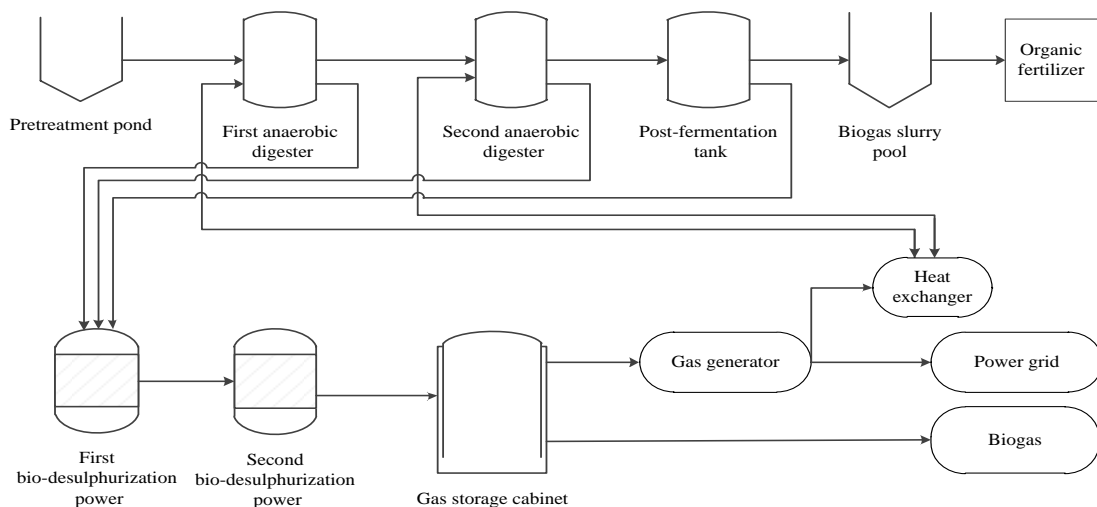 Organic
fertilizer
Pretreatment pond
First anaerobic
digester
Second anaerobic
digester
Post-fermentation
tank
Biogas slurry
pool
Heat
exchanger
Gas generator
Power grid
Biogas
First
bio-desulphurization
power
Second
bio-desulphurization
power
Gas storage cabinet